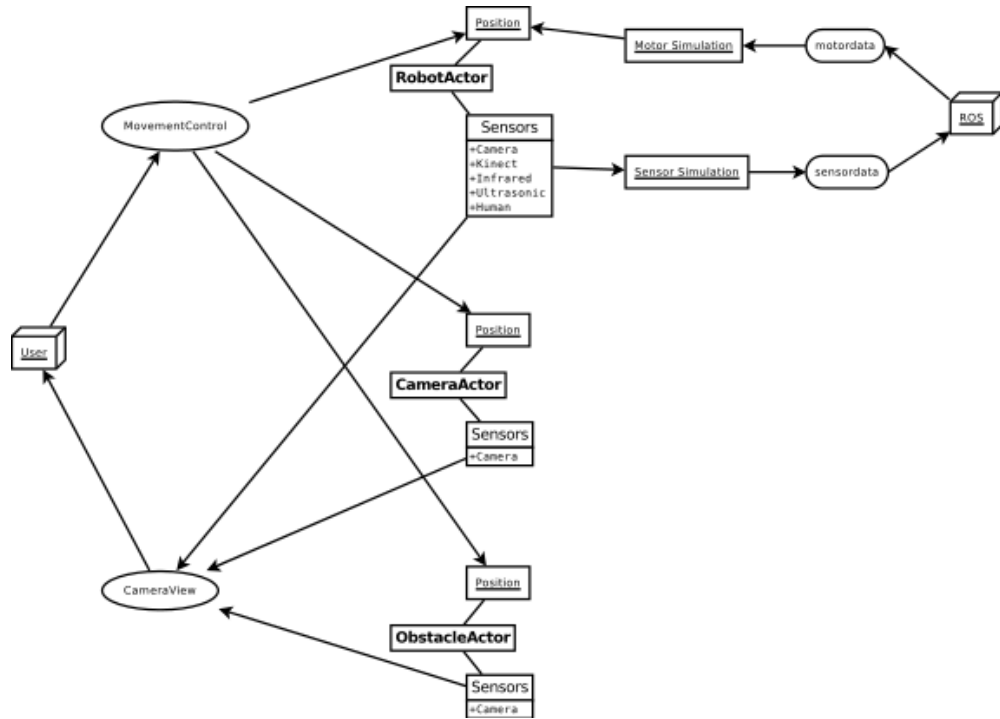 Position
Motor Simulation
motordata
RobotActor
MovementControl
ROS
Sensors
+Camera
+Kinect
+Infrared
+Ultrasonic
+Human
Sensor Simulation
sensordata
Position
User
CameraActor
Sensors
+Camera
CameraView
Position
ObstacleActor
Sensors
+Camera